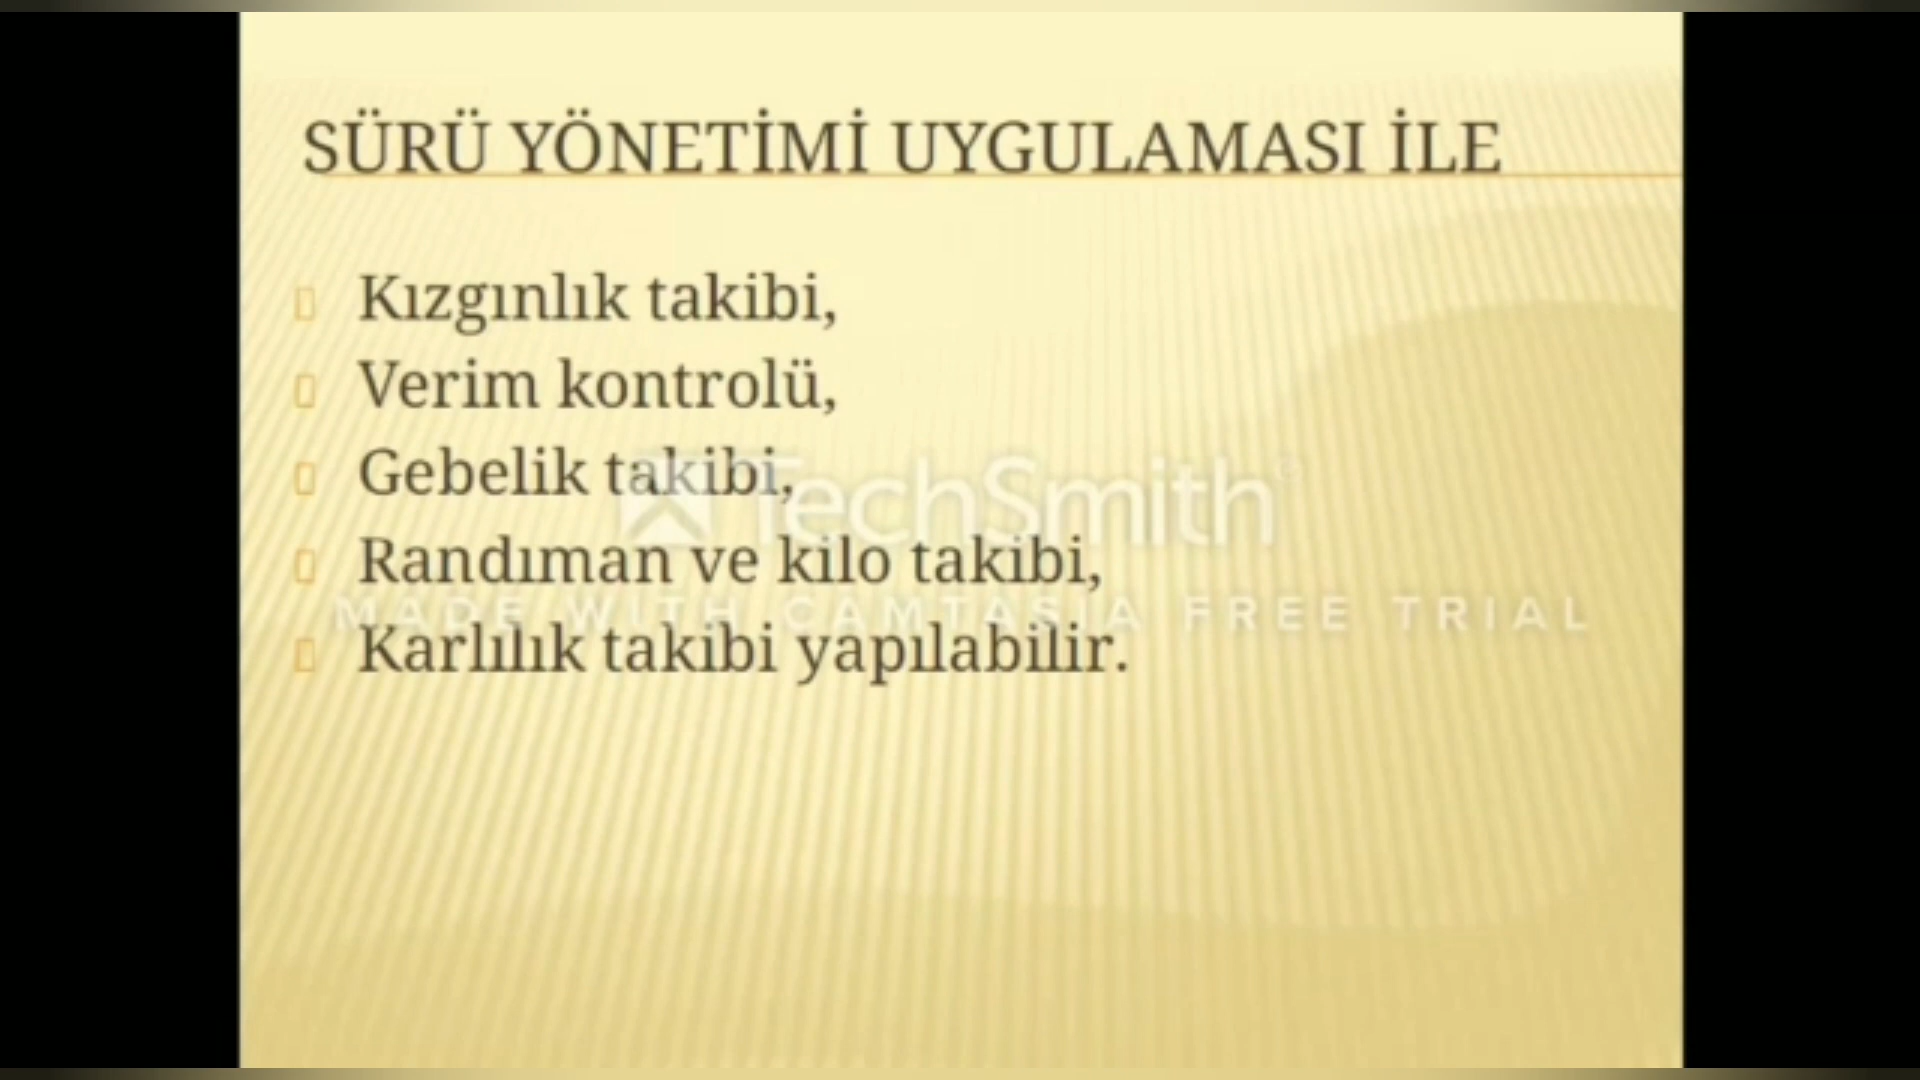 SÜRÜ YÖNETİMİ UYGULAMASI İLE
Kızgınlık takibi,
Verim kontrolü,
Gebelik takibi,
TechSmith®
Randıman ve kilo takibi,
MADE WITH CAMTASIA FREE TRIAL
Karlılık takibi yapılabilir.